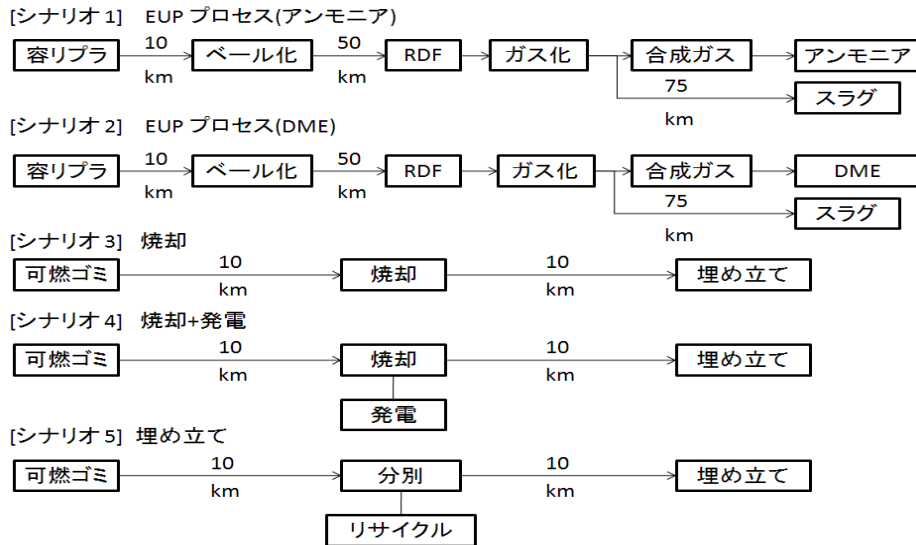 [シナリオ1] EUP プロセス(アンモニア)
容リプラ 10 km ベール化 50 km RDF ガス化 合成ガス アンモニア
75 km スラグ
[シナリオ2] EUP プロセス(DME)
容リプラ 10 km ベール化 50 km RDF ガス化 合成ガス DME
75 km スラグ
[シナリオ3] 焼却
可燃ゴミ 10 km 焼却 10 km 埋め立て
[シナリオ4] 焼却+発電
可燃ゴミ 10 km 焼却 10 km 埋め立て
発電
[シナリオ5] 埋め立て
可燃ゴミ 10 km 分別 10 km 埋め立て
リサイクル